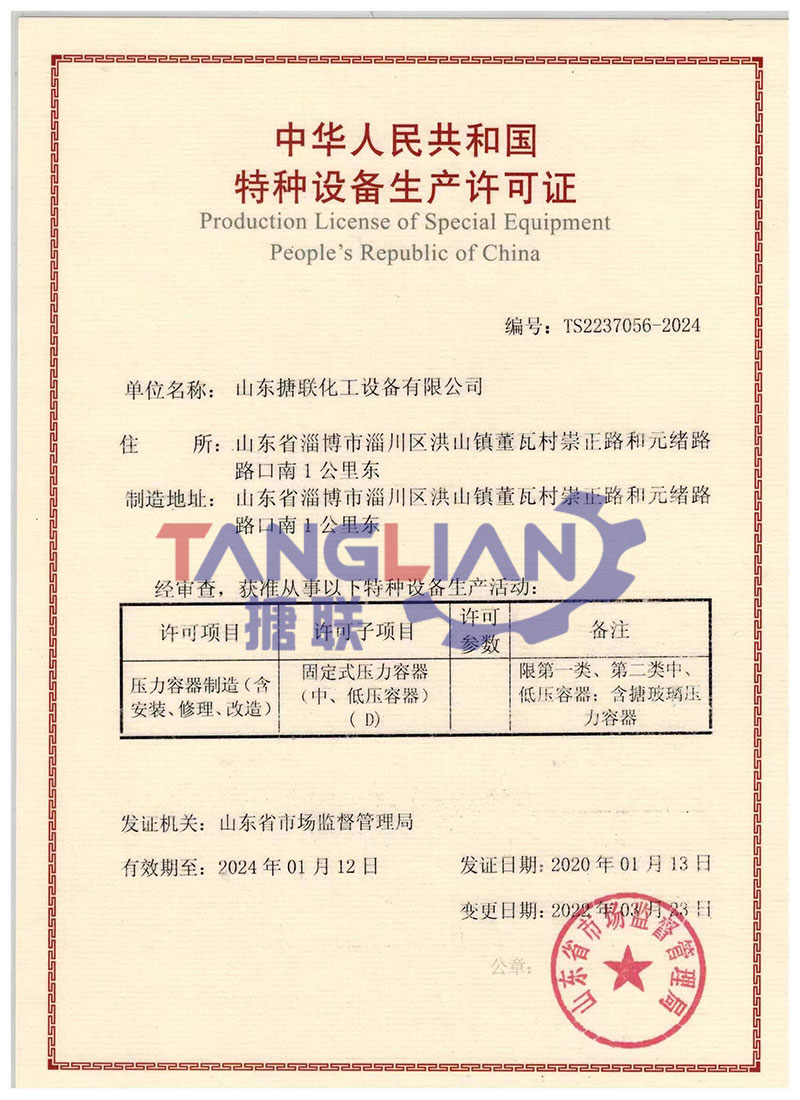 中华人民共和国
特种设备生产许可证
Production License of Special Equipment
People's Republic of China
编号: TS2237056-2024
单位名称: 山东搪联化工设备有限公司
住 所: 山东省淄博市淄川区洪山镇董瓦村崇正路和元绪路
路口南1公里东
制造地址: 山东省淄博市淄川区洪山镇董瓦村崇正路和元绪路
路口南1公里东
TANGLIAN
搪联
经审查,获准从事以下特种设备生产活动:
许可项目 许可子项目 许可参数 备注
压力容器制造(含安装、修理、改造) 固定式压力容器(中、低压容器)(D) 限第一类、第二类中、低压容器;含搪玻璃压力容器
发证机关: 山东省市场监督管理局
有效期至: 2024年01月12日 发证日期: 2020年01月13日
变更日期: 2022年03月23日
公章:
山东省市场监督管理局